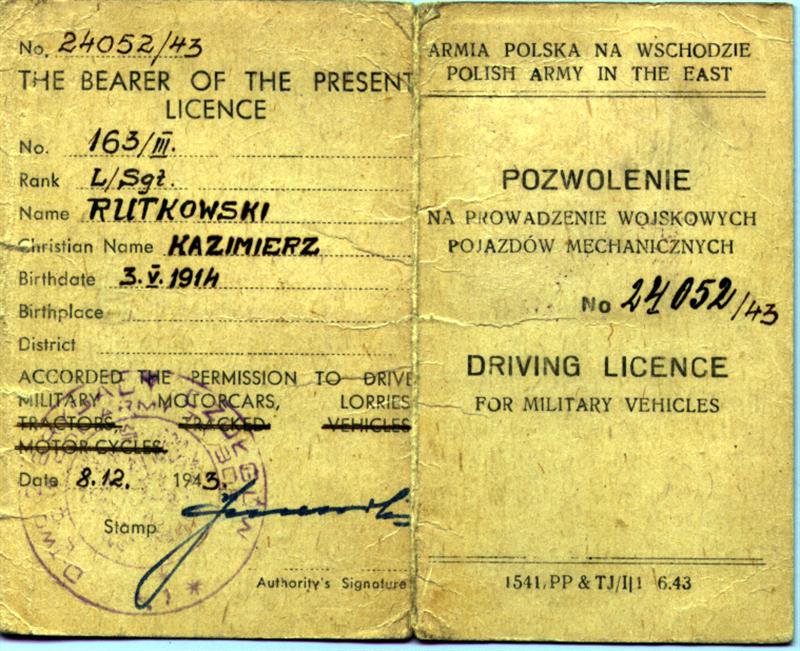 No. 24052/43
THE BEARER OF THE PRESENT
LICENCE
No. 163/III.
Rank L/Sgt.
Name RUTKOWSKI
Christian Name KAZIMIERZ
Birthdate 3.V.1914
Birthplace
District
ACCORDED THE PERMISSION TO DRIVE
MILITARY MOTORCARS, LORRIES
TRACTORS, TRACKED VEHICLES
MOTOR-CYCLES.
Date 8.12. 1943.
Stamp
Authority's Signature
ARMIA POLSKA NA WSCHODZIE
POLISH ARMY IN THE EAST
POZWOLENIE
NA PROWADZENIE WOJSKOWYCH
POJAZDÓW MECHANICZNYCH
No 24052/43
DRIVING LICENCE
FOR MILITARY VEHICLES
1541. PP & TJ/I|1 6.43